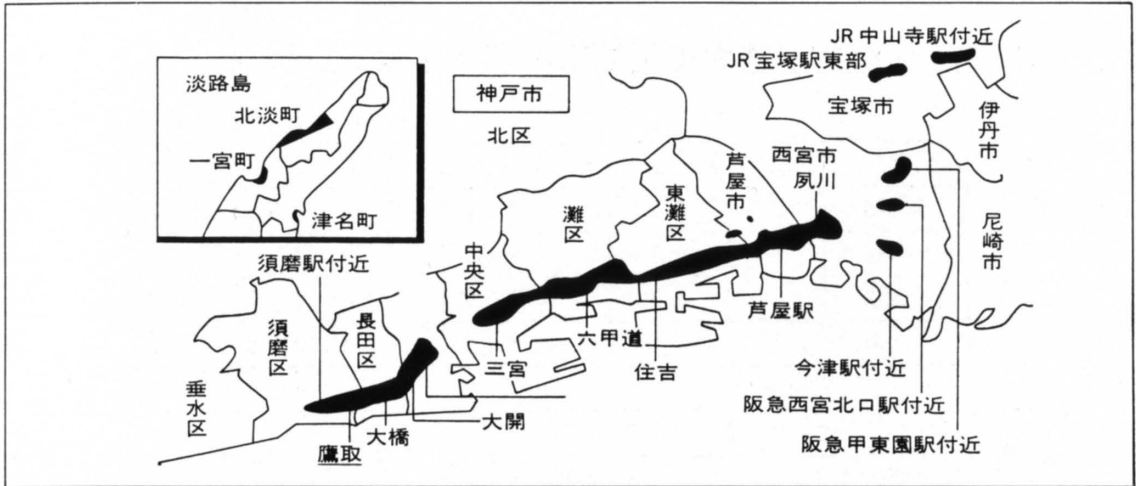 JR中山寺駅付近
JR宝塚駅東部
宝塚市
伊丹市
淡路島
北淡町
一宮町
津名町
神戸市
北区
西宮市
夙川
芦屋市
東灘区
灘区
尼崎市
中央区
須磨駅付近
須磨区
長田区
垂水区
芦屋駅
六甲道
三宮
住吉
今津駅付近
阪急西宮北口駅付近
阪急甲東園駅付近
大開
大橋
鷹取